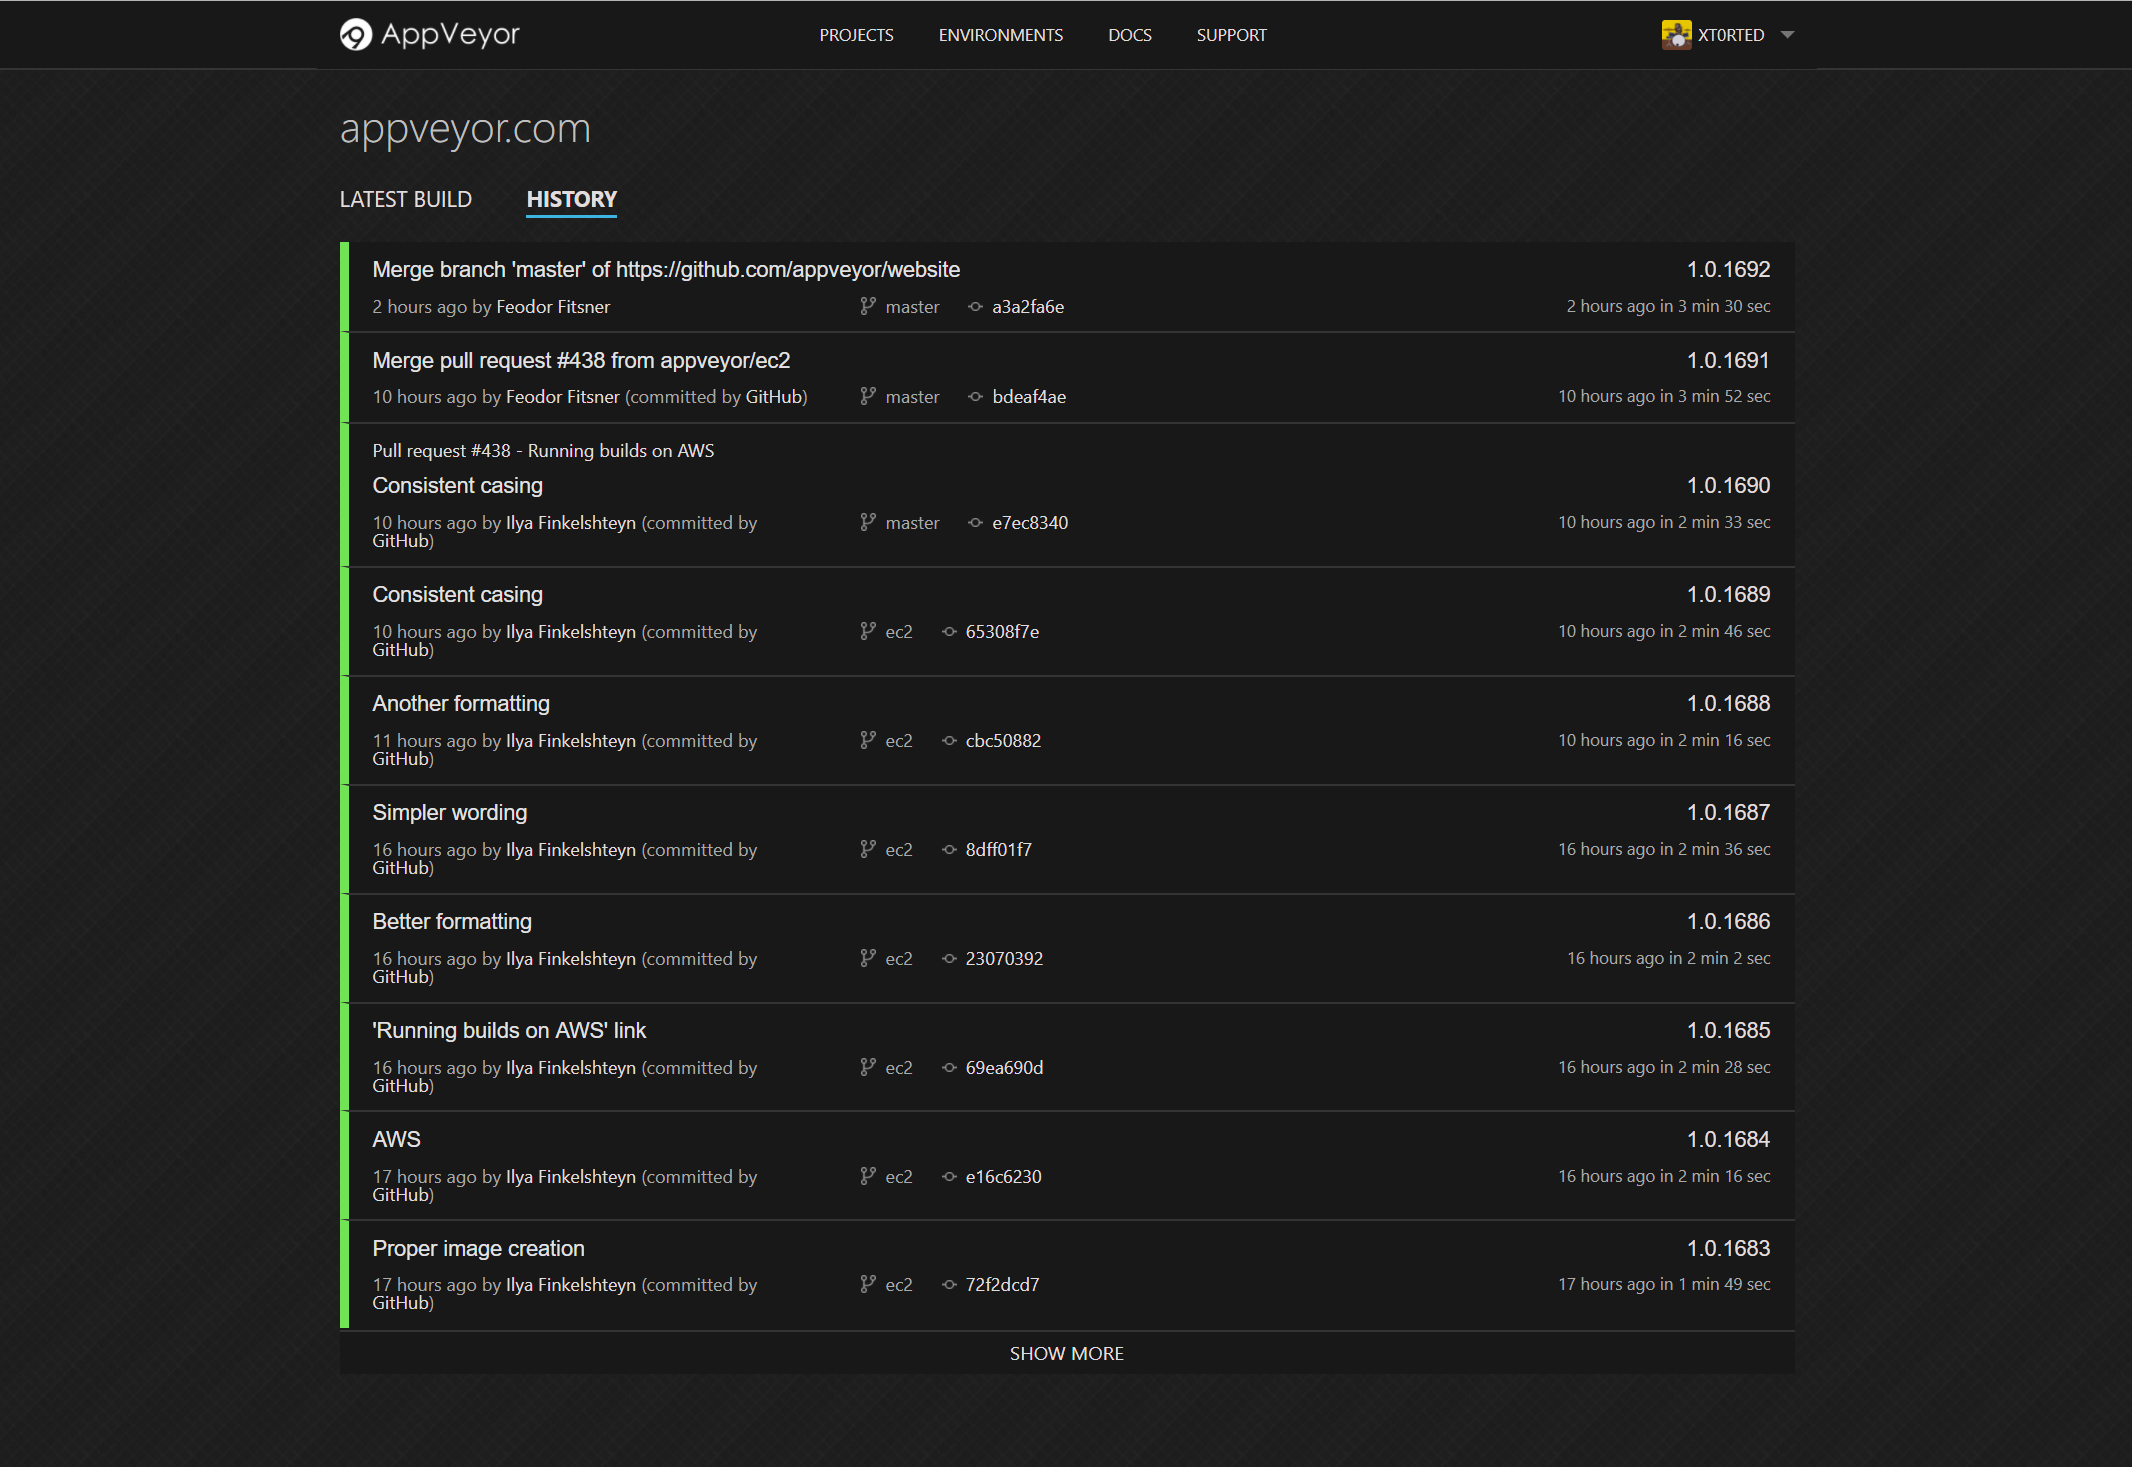 AppVeyor
PROJECTS ENVIRONMENTS DOCS SUPPORT XT0RTED
appveyor.com
LATEST BUILD HISTORY
Merge branch 'master' of https://github.com/appveyor/website 1.0.1692
2 hours ago by Feodor Fitsner master a3a2fa6e 2 hours ago in 3 min 30 sec
Merge pull request #438 from appveyor/ec2 1.0.1691
10 hours ago by Feodor Fitsner (committed by GitHub) master bdeaf4ae 10 hours ago in 3 min 52 sec
Pull request #438 - Running builds on AWS
Consistent casing 1.0.1690
10 hours ago by Ilya Finkelshteyn (committed by master e7ec8340 10 hours ago in 2 min 33 sec
GitHub)
Consistent casing 1.0.1689
10 hours ago by Ilya Finkelshteyn (committed by ec2 65308f7e 10 hours ago in 2 min 46 sec
GitHub)
Another formatting 1.0.1688
11 hours ago by Ilya Finkelshteyn (committed by ec2 cbc50882 10 hours ago in 2 min 16 sec
GitHub)
Simpler wording 1.0.1687
16 hours ago by Ilya Finkelshteyn (committed by ec2 8dff01f7 16 hours ago in 2 min 36 sec
GitHub)
Better formatting 1.0.1686
16 hours ago by Ilya Finkelshteyn (committed by ec2 23070392 16 hours ago in 2 min 2 sec
GitHub)
'Running builds on AWS' link 1.0.1685
16 hours ago by Ilya Finkelshteyn (committed by ec2 69ea690d 16 hours ago in 2 min 28 sec
GitHub)
AWS 1.0.1684
17 hours ago by Ilya Finkelshteyn (committed by ec2 e16c6230 16 hours ago in 2 min 16 sec
GitHub)
Proper image creation 1.0.1683
17 hours ago by Ilya Finkelshteyn (committed by ec2 72f2dcd7 17 hours ago in 1 min 49 sec
GitHub)
SHOW MORE